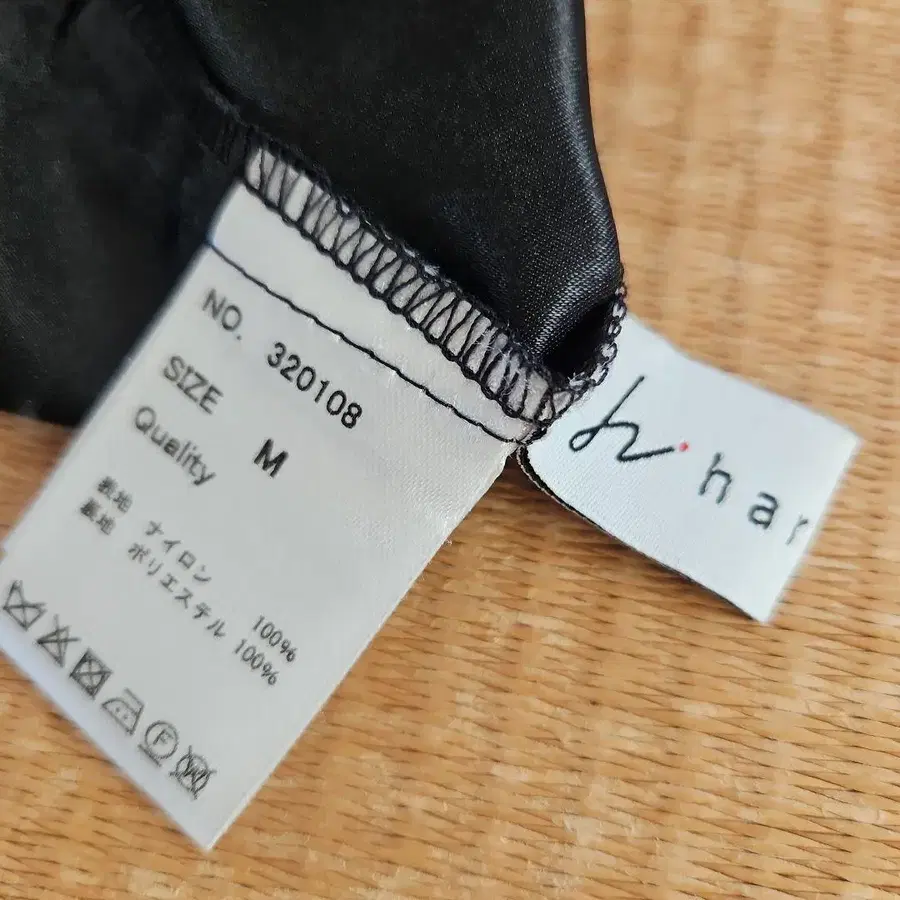 NO. 320108
SIZE M
Quality
表地 ナイロン 100%
裏地 ポリエステル 100%
F
W
h har